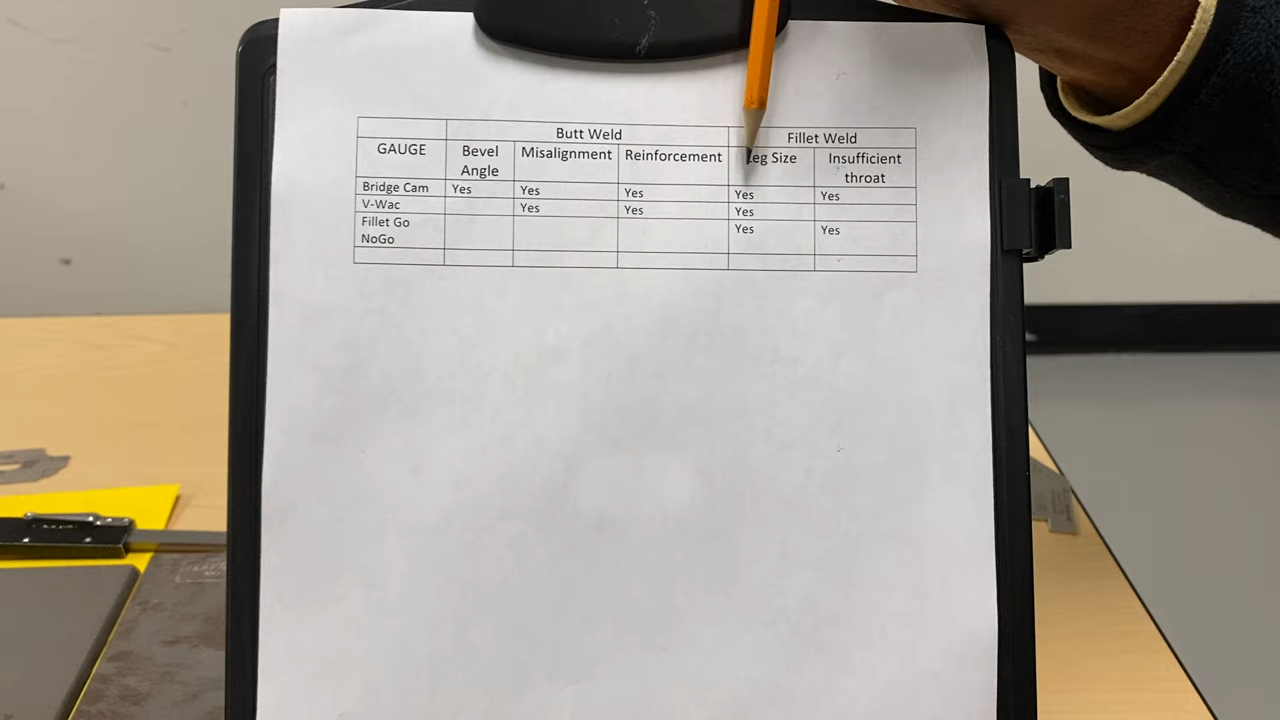 Butt Weld Fillet Weld
GAUGE Bevel Angle Misalignment Reinforcement Leg Size Insufficient throat
Bridge Cam Yes Yes Yes Yes Yes
V-Wac Yes Yes Yes
Fillet Go NoGo Yes Yes